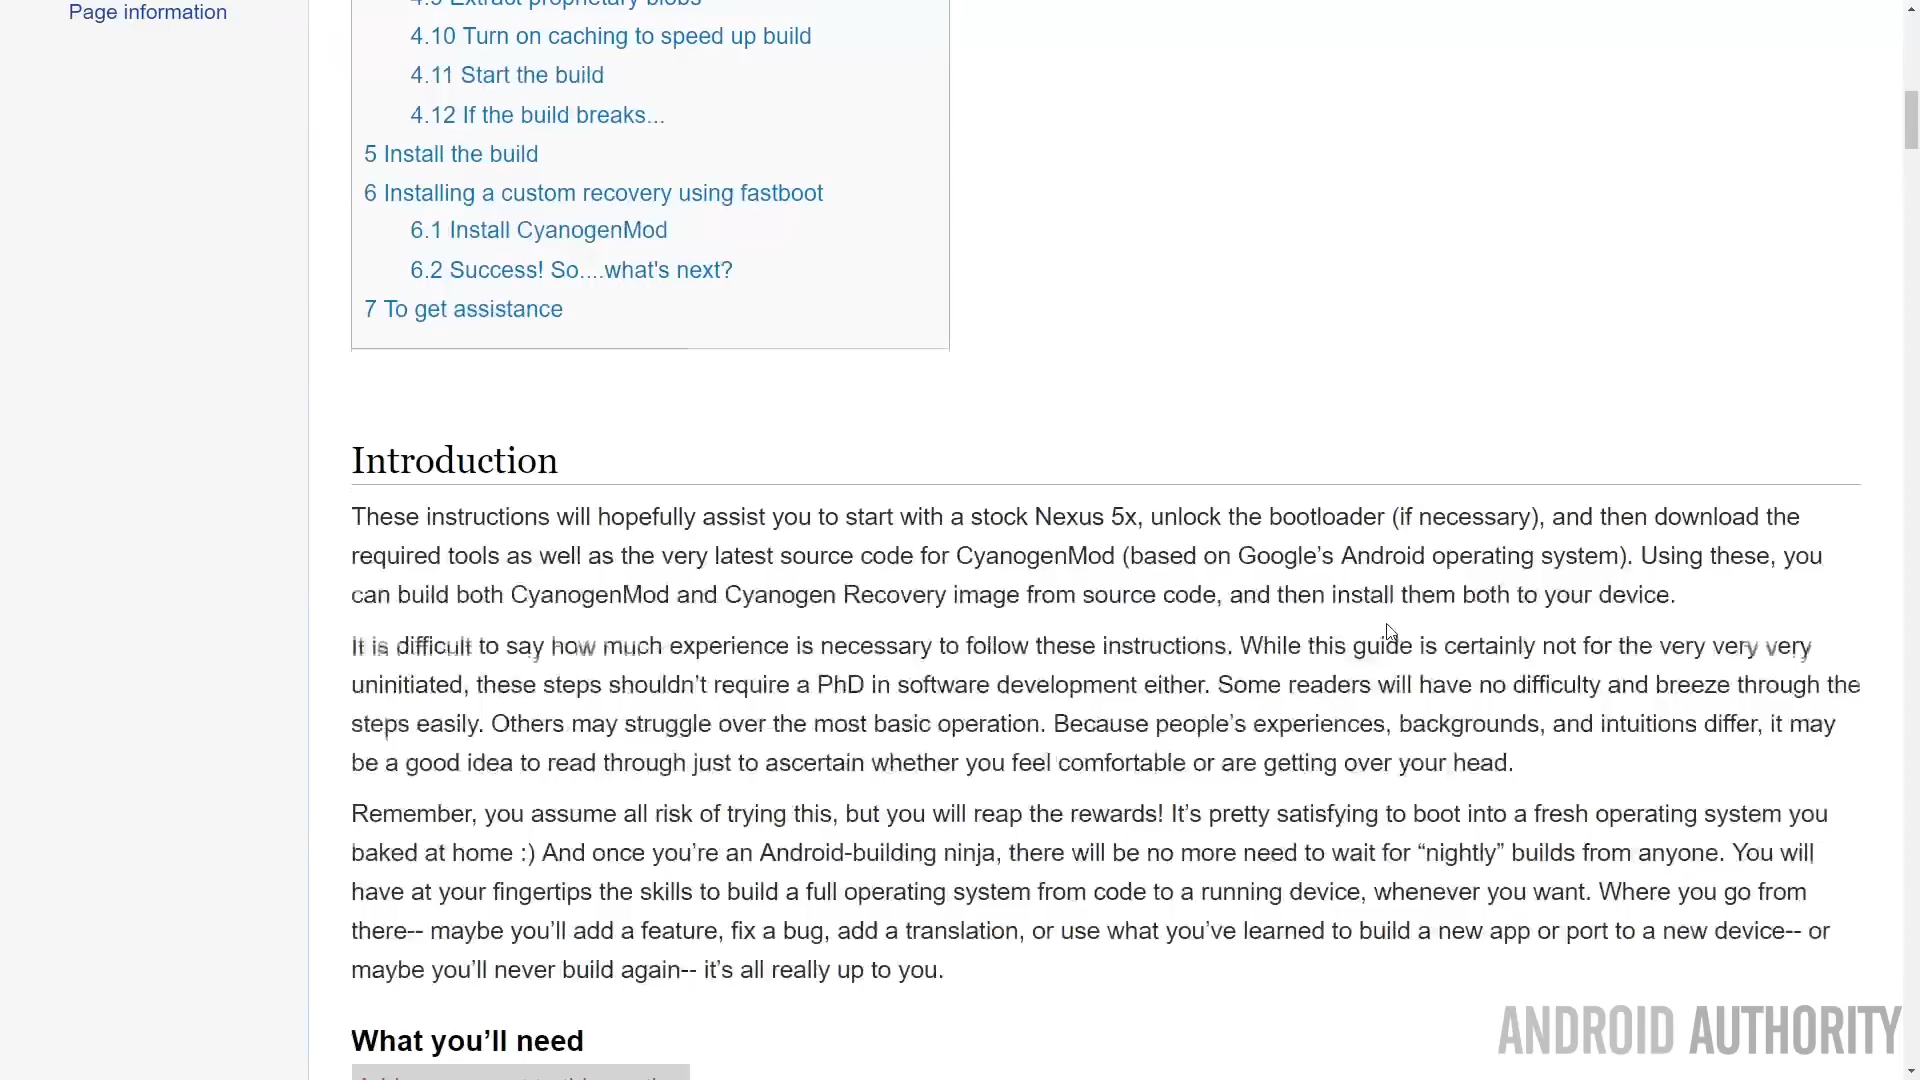 Page information
4.9 Extract proprietary blobs
4.10 Turn on caching to speed up build
4.11 Start the build
4.12 If the build breaks...
5 Install the build
6 Installing a custom recovery using fastboot
6.1 Install CyanogenMod
6.2 Success! So....what's next?
7 To get assistance
Introduction
These instructions will hopefully assist you to start with a stock Nexus 5x, unlock the bootloader (if necessary), and then download the
required tools as well as the very latest source code for CyanogenMod (based on Google’s Android operating system). Using these, you
can build both CyanogenMod and Cyanogen Recovery image from source code, and then install them both to your device.
It is difficult to say how much experience is necessary to follow these instructions. While this guide is certainly not for the very very very
uninitiated, these steps shouldn’t require a PhD in software development either. Some readers will have no difficulty and breeze through the
steps easily. Others may struggle over the most basic operation. Because people’s experiences, backgrounds, and intuitions differ, it may
be a good idea to read through just to ascertain whether you feel comfortable or are getting over your head.
Remember, you assume all risk of trying this, but you will reap the rewards! It’s pretty satisfying to boot into a fresh operating system you
baked at home :) And once you’re an Android-building ninja, there will be no more need to wait for “nightly” builds from anyone. You will
have at your fingertips the skills to build a full operating system from code to a running device, whenever you want. Where you go from
there-- maybe you’ll add a feature, fix a bug, add a translation, or use what you’ve learned to build a new app or port to a new device-- or
maybe you’ll never build again-- it’s all really up to you.
What you’ll need
ANDROID AUTHORITY